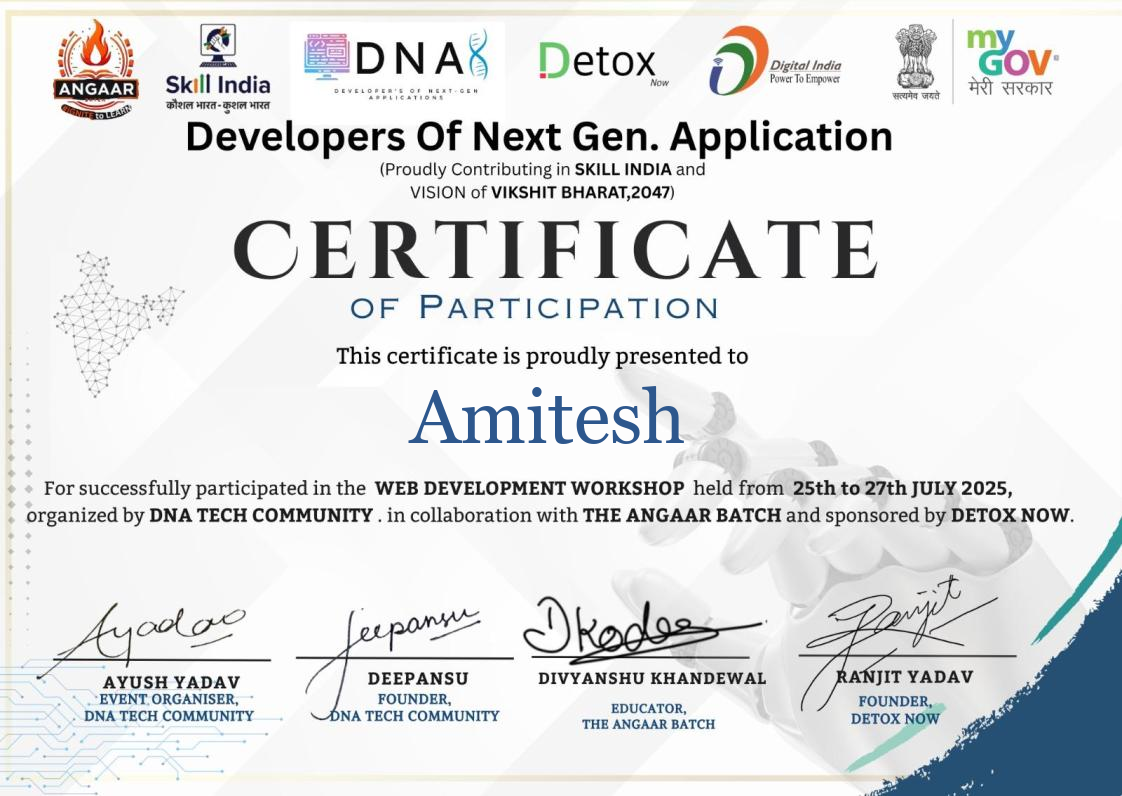 ANGAAR
IGNITE to LEARN
Skill India
कौशल भारत - कुशल भारत
DNA
DEVELOPER'S OF NEXT-GEN
APPLICATIONS
Detox
Now
Digital India
Power To Empower
सत्यमेव जयते
my
GOV
मेरी सरकार
Developers Of Next Gen. Application
(Proudly Contributing in SKILL INDIA and
VISION of VIKSHIT BHARAT,2047)
CERTIFICATE
OF PARTICIPATION
This certificate is proudly presented to
Amitesh
For successfully participated in the WEB DEVELOPMENT WORKSHOP held from 25th to 27th JULY 2025,
organized by DNA TECH COMMUNITY . in collaboration with THE ANGAAR BATCH and sponsored by DETOX NOW.
Ayadav
Deepansu
Ranjit
AYUSH YADAV
EVENT ORGANISER,
DNA TECH COMMUNITY
DEEPANSU
FOUNDER,
DNA TECH COMMUNITY
DIVYANSHU KHANDEWAL
EDUCATOR,
THE ANGAAR BATCH
RANJIT YADAV
FOUNDER,
DETOX NOW